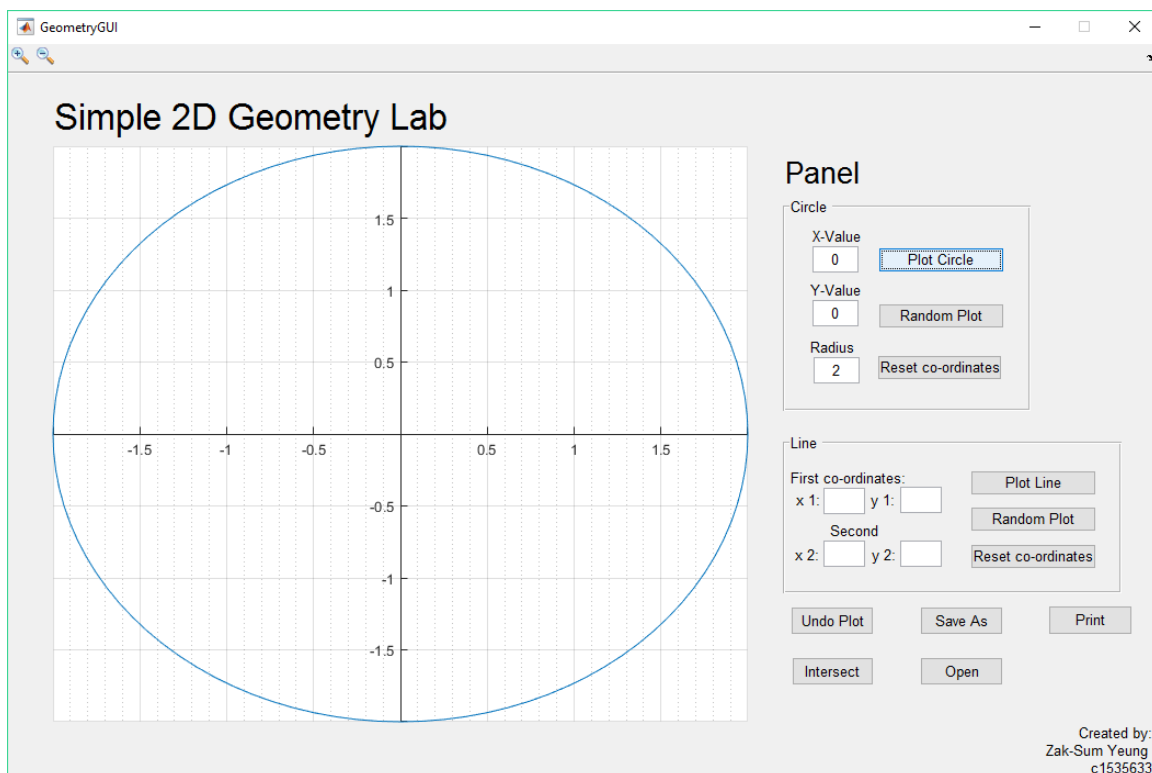 GeometryGUI
Simple 2D Geometry Lab
1.5
1
0.5
-1.5 -1 -0.5 0.5 1 1.5
-0.5
-1
-1.5
Panel
Circle
X-Value
0 Plot Circle
Y-Value
0 Random Plot
Radius
2 Reset co-ordinates
Line
First co-ordinates:
Plot Line
x 1: y 1:
Random Plot
Second
x 2: y 2: Reset co-ordinates
Undo Plot Save As Print
Intersect Open
Created by:
Zak-Sum Yeung
c1535633